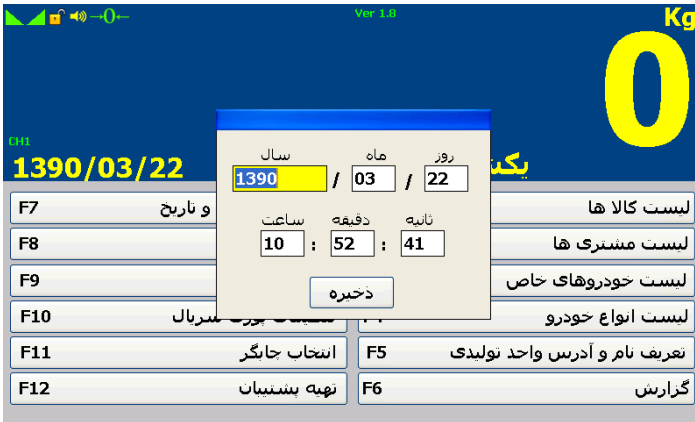 →0← Ver 1.8 Kg
0
CH1
1390/03/22
سال ماه روز
1390 / 03 / 22
ساعت دقیقه ثانیه
10 : 52 : 41
ذخیره
لیست کالا ها
لیست مشتری ها
لیست خودروهای خاص
لیست انواع خودرو
F5 تعریف نام و آدرس واحد تولیدی
F6 گزارش
F7 و تاریخ
F8
F9
F10 سریال
F11 انتخاب چاپگر
F12 تهیه پشتیبان